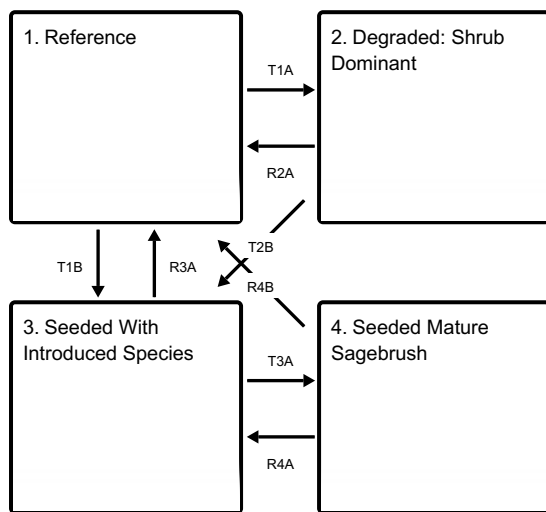 1. Reference
2. Degraded: Shrub
Dominant
T1A
R2A
T1B
R3A
T2B
R4B
3. Seeded With
Introduced Species
4. Seeded Mature
Sagebrush
T3A
R4A